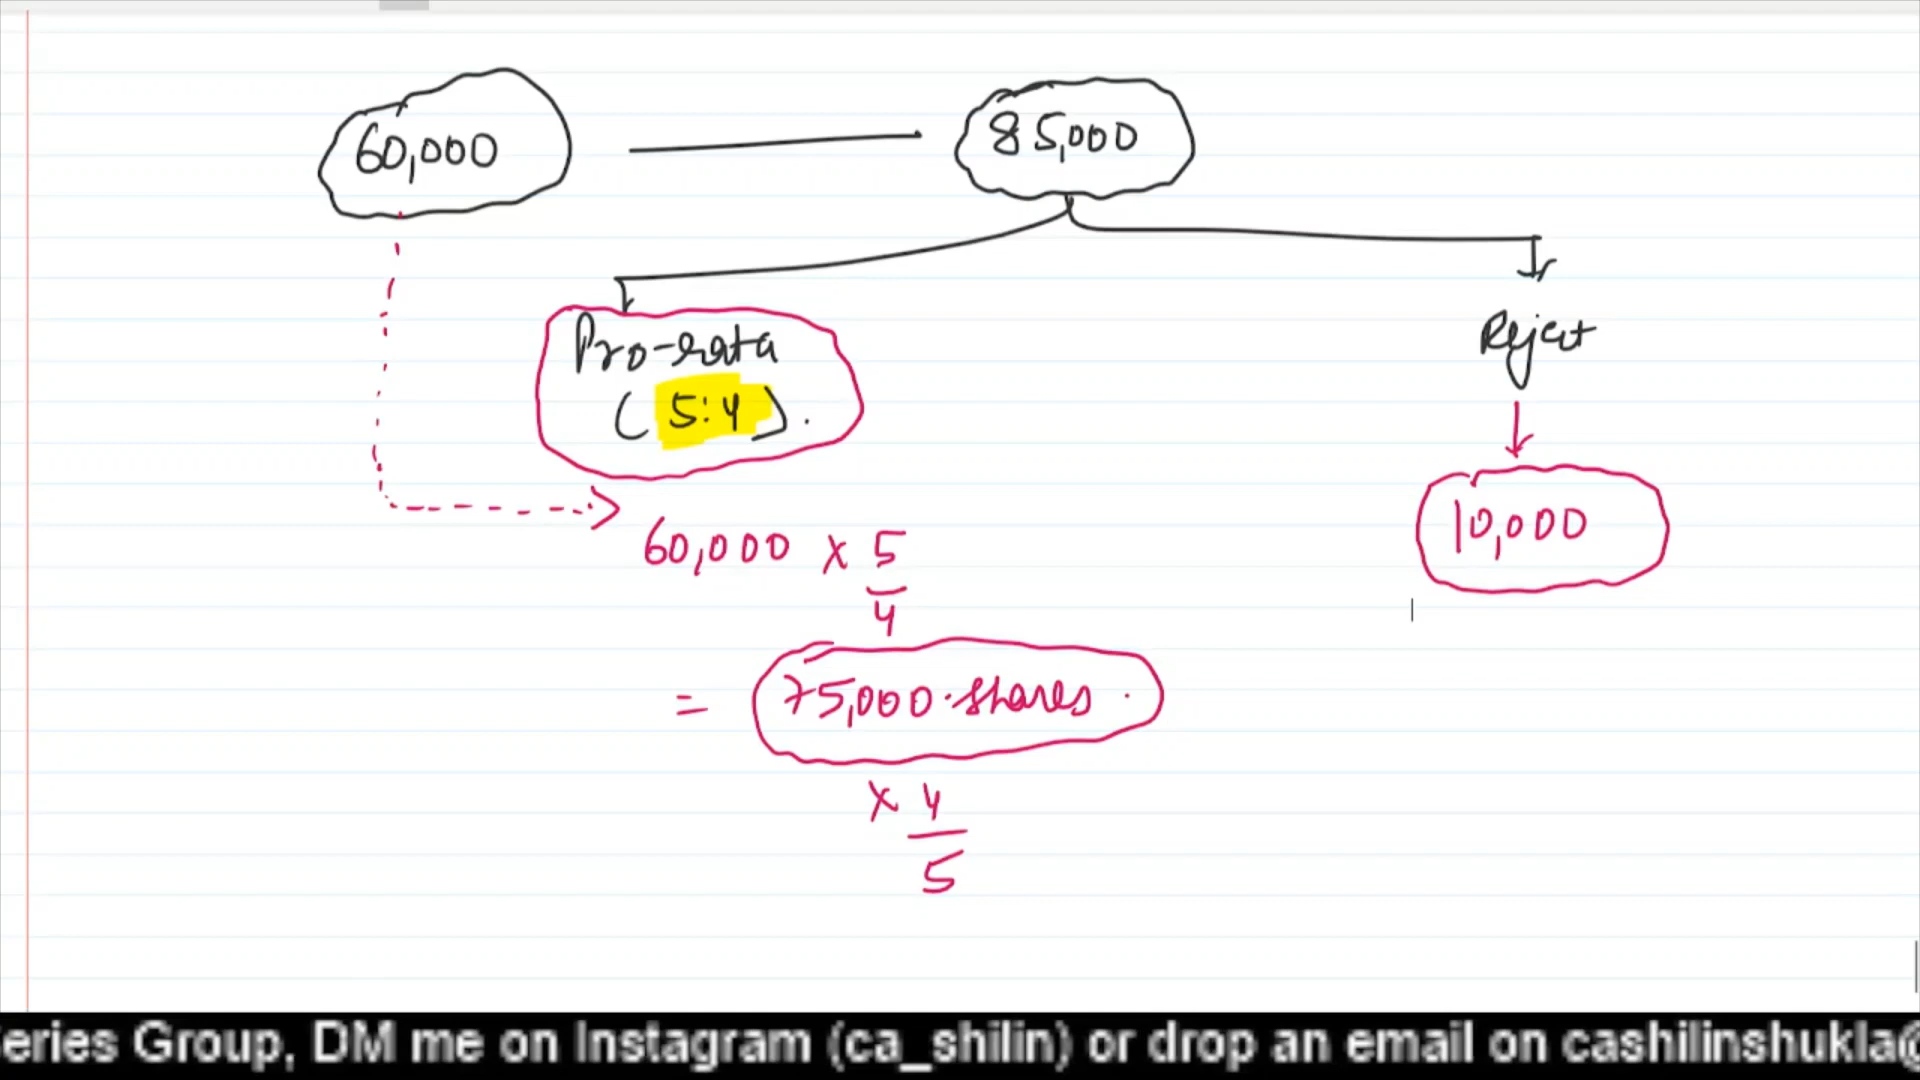 60,000 85,000
Pro-rata
(5:4).
Reject
10,000
60,000 x 5
4
= 75,000 shares.
x 4
5
eries Group, DM me on Instagram (ca_shilin) or drop an email on cashilinshukla@